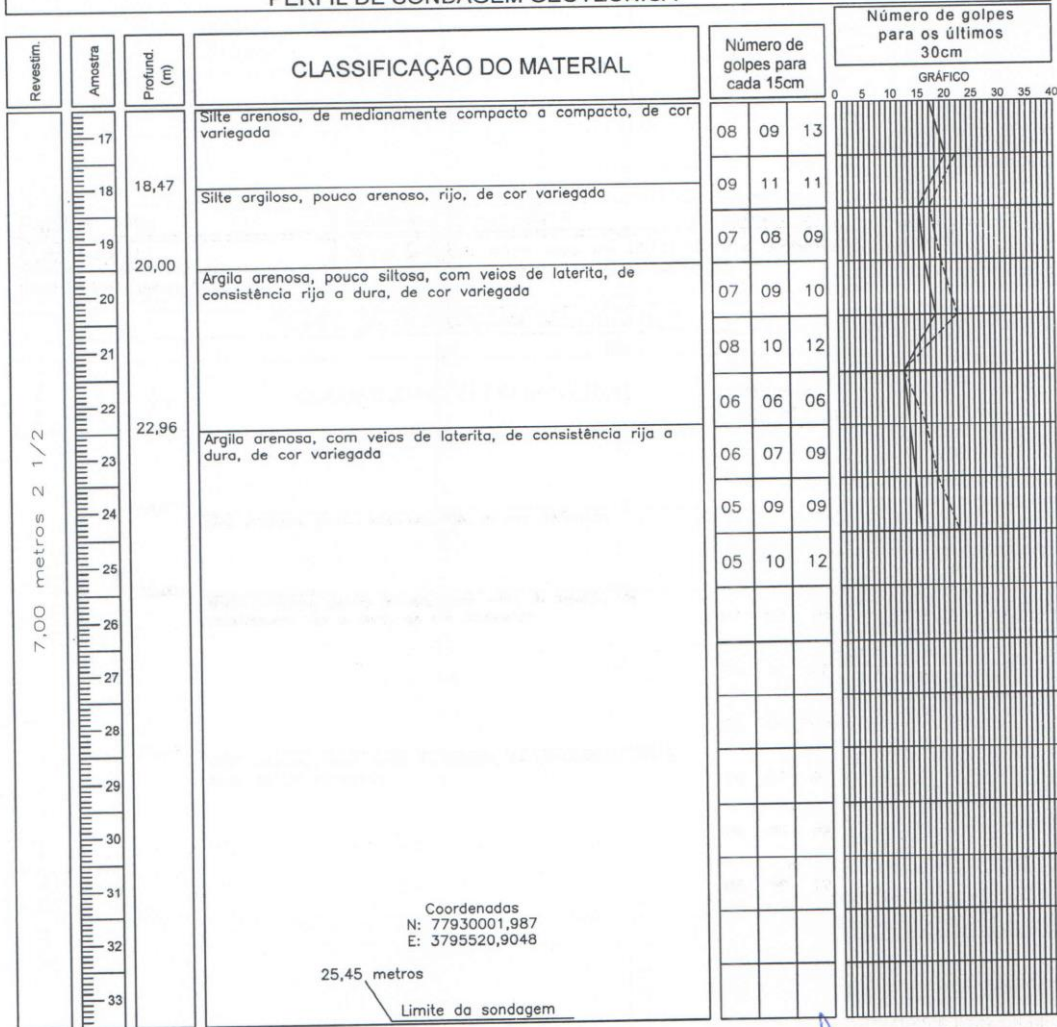 PERFIL DE SONDAGEM GEOTÉCNICA
Revestim.
Amostra
Profund.
(m)
CLASSIFICAÇÃO DO MATERIAL
Número de
golpes para
cada 15cm
Número de golpes
para os últimos
30cm
GRÁFICO
0 5 10 15 20 25 30 35 40
Silte arenoso, de medianamente compacto a compacto, de cor
variegada
17
08 09 13
18
18,47
Silte argiloso, pouco arenoso, rijo, de cor variegada
09 11 11
19
07 08 09
20,00
Argila arenosa, pouco siltosa, com veios de laterita, de
consistência rija a dura, de cor variegada
20
07 09 10
21
08 10 12
22
06 06 06
22,96
Argila arenosa, com veios de laterita, de consistência rija a
dura, de cor variegada
23
06 07 09
24
05 09 09
25
05 10 12
26
27
28
29
30
31
32
33
7,00 metros 2 1/2
Coordenadas
N: 77930001,987
E: 3795520,9048
25,45 metros
Limite da sondagem